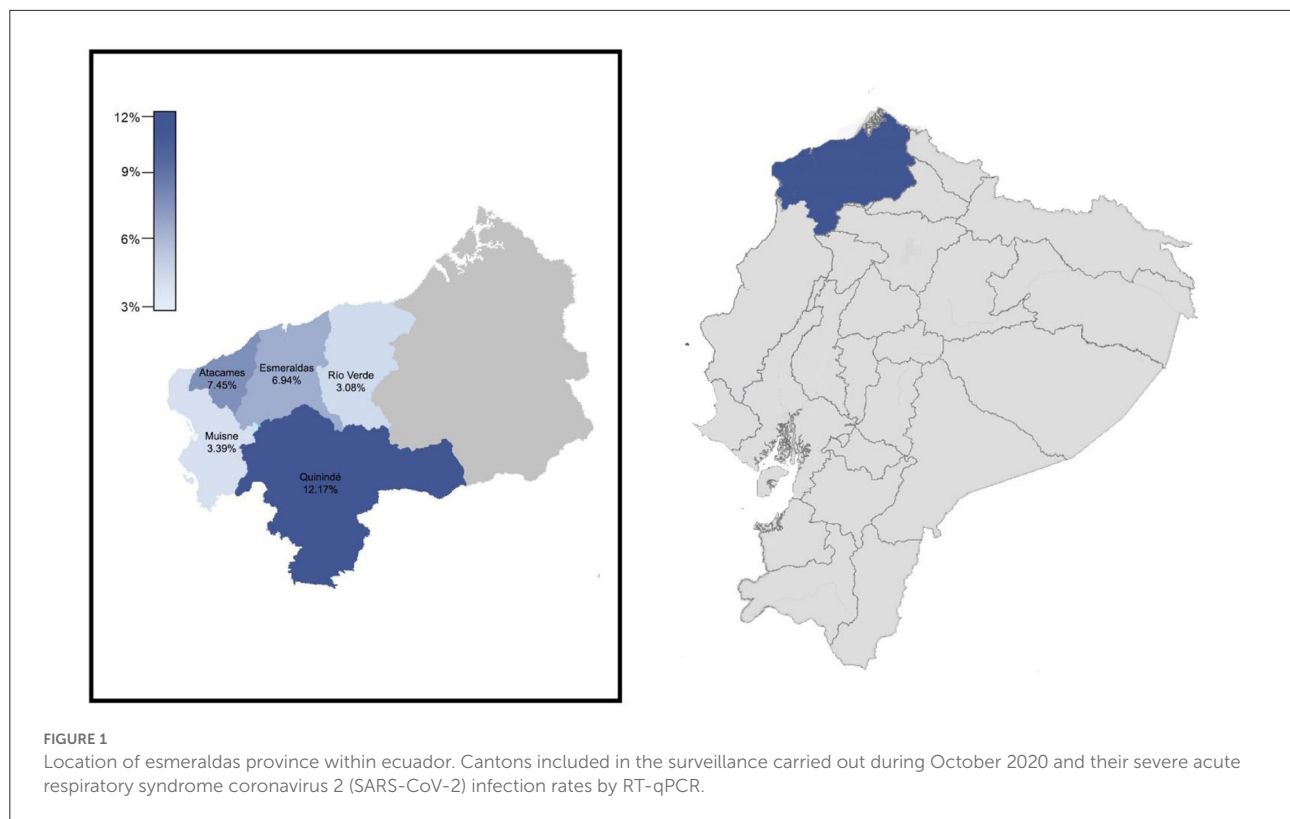 12%
9%
6%
3%
Atacames
7.45%
Esmeraldas
6.94%
Río Verde
3.08%
Muisne
3.39%
Quinindé
12.17%
FIGURE 1
Location of esmeraldas province within ecuador. Cantons included in the surveillance carried out during October 2020 and their severe acute
respiratory syndrome coronavirus 2 (SARS-CoV-2) infection rates by RT-qPCR.